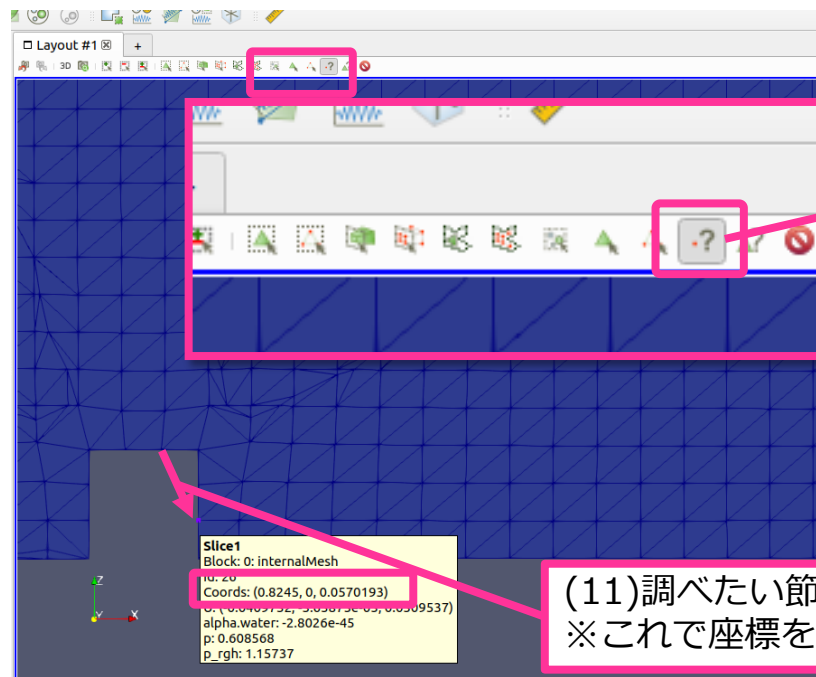 Layout #1
+
3D
?
?
Slice1
Block: 0: internalMesh
Id: 26
Coords: (0.8245, 0, 0.0570193)
alpha.water: -2.8026e-45
p: 0.608568
p_rgh: 1.15737
Z
Y
X
(11)調べたい節
※これで座標を